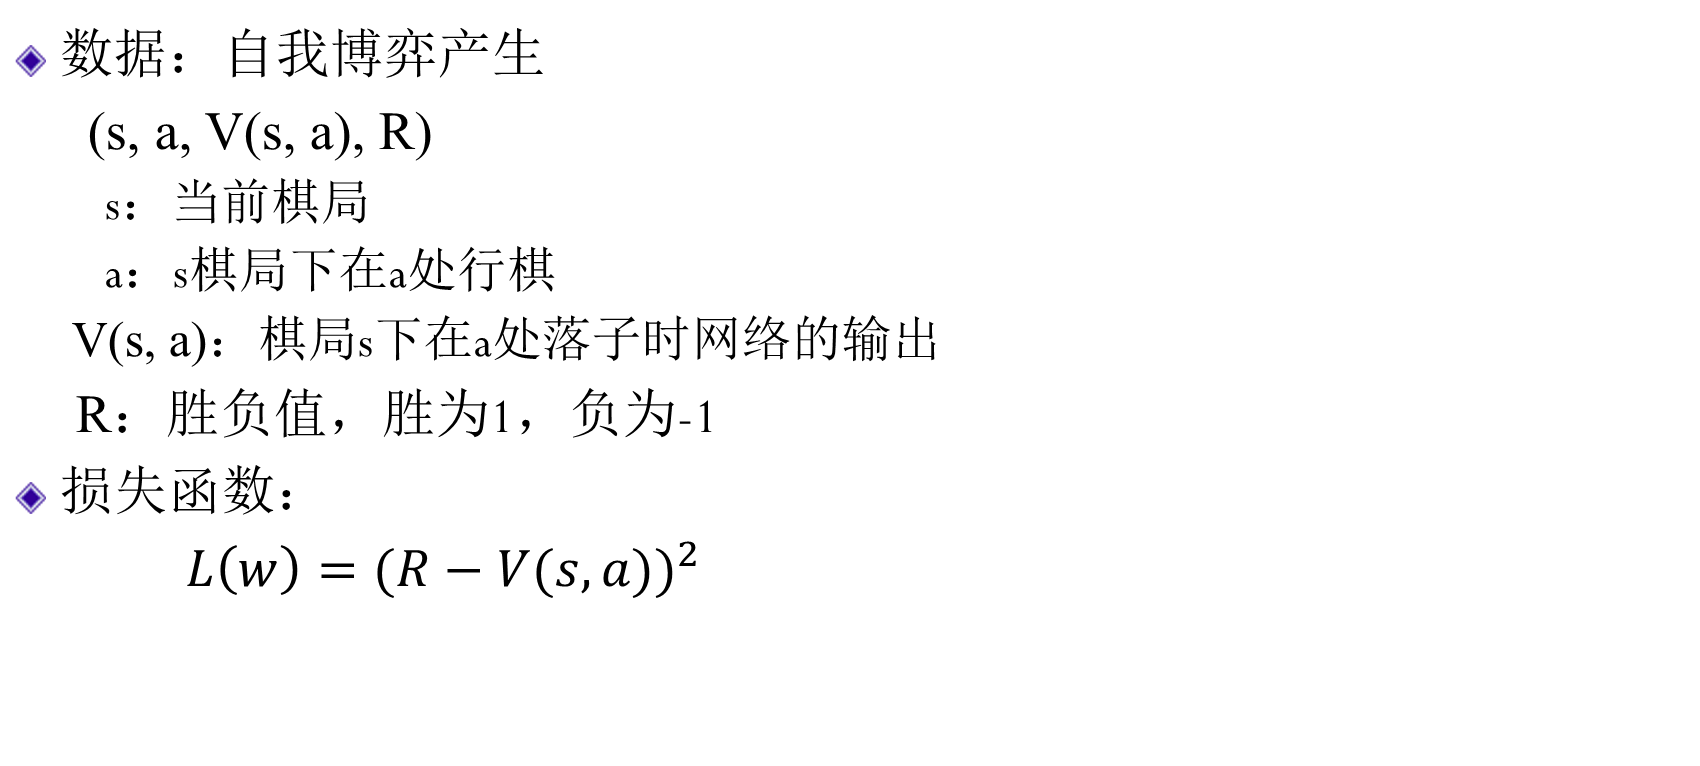 数据：自我博弈产生
(s, a, V(s, a), R)
s：当前棋局
a：s棋局下在a处行棋
V(s, a)：棋局s下在a处落子时网络的输出
R：胜负值，胜为1，负为-1
损失函数：
L(w) = (R − V(s, a))²